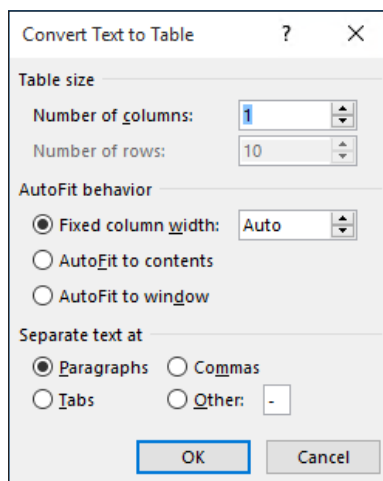 Convert Text to Table ? ×
Table size
Number of columns: 1
Number of rows: 10
AutoFit behavior
Fixed column width: Auto
AutoFit to contents
AutoFit to window
Separate text at
Paragraphs Commas
Tabs Other: -
OK Cancel